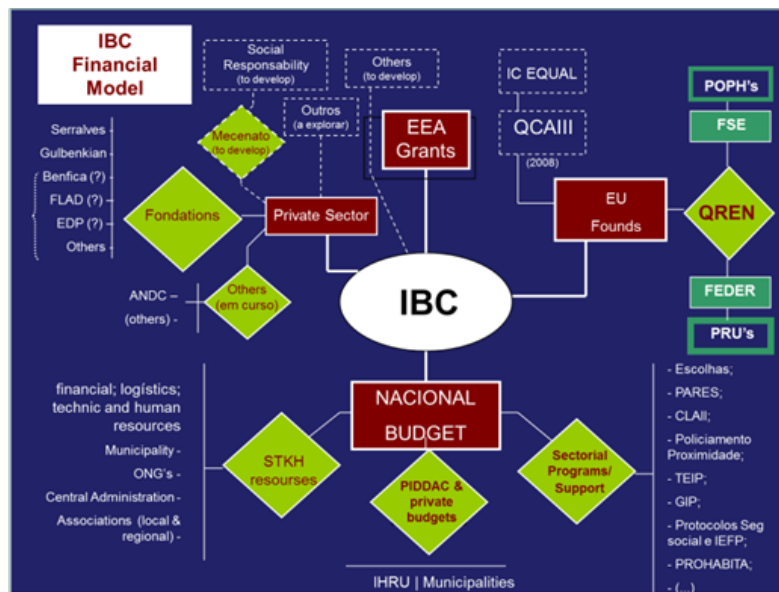 IBC
Financial
Model
Social
Responsability
(to develop)
Others
(to develop)
IC EQUAL
POPH's
Outros
(a explorar)
Mecenato
(to develop)
EEA
Grants
QCAIII
(2008)
FSE
Serralves
Gulbenkian
Benfica (?)
FLAD (?)
EDP (?)
Others
Fondations
Private Sector
EU
Founds
QREN
ANDC –
(others) -
Others
(em curso)
IBC
FEDER
PRU's
financial; logístics;
technic and human
resources
Municipality -
ONG's -
Central Administration -
Associations (local &
regional) -
STKH
resourses
NACIONAL
BUDGET
PIDDAC &
private
budgets
Sectorial
Programs/
Support
- Escolhas;
- PARES;
- CLAII;
- Policiamento
Proximidade;
- TEIP;
- GIP;
- Protocolos Seg
social e IEFP;
- PROHABITA;
- (...)
IHRU | Municipalities